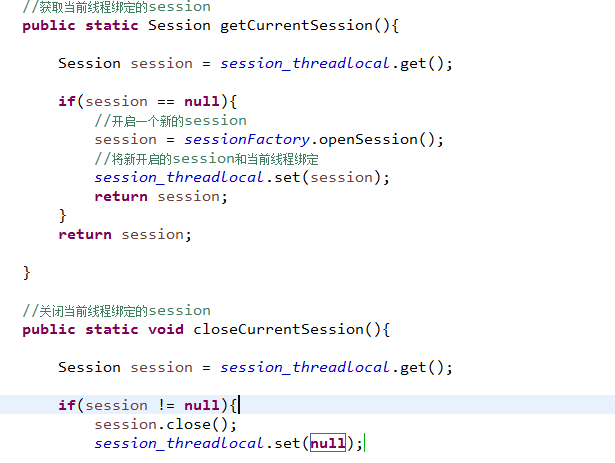 //获取当前线程绑定的session
public static Session getCurrentSession(){
Session session = session_threadlocal.get();
if(session == null){
//开启一个新的session
session = sessionFactory.openSession();
//将新开启的session和当前线程绑定
session_threadlocal.set(session);
return session;
}
return session;
}
//关闭当前线程绑定的session
public static void closeCurrentSession(){
Session session = session_threadlocal.get();
if(session != null){
session.close();
session_threadlocal.set(null);